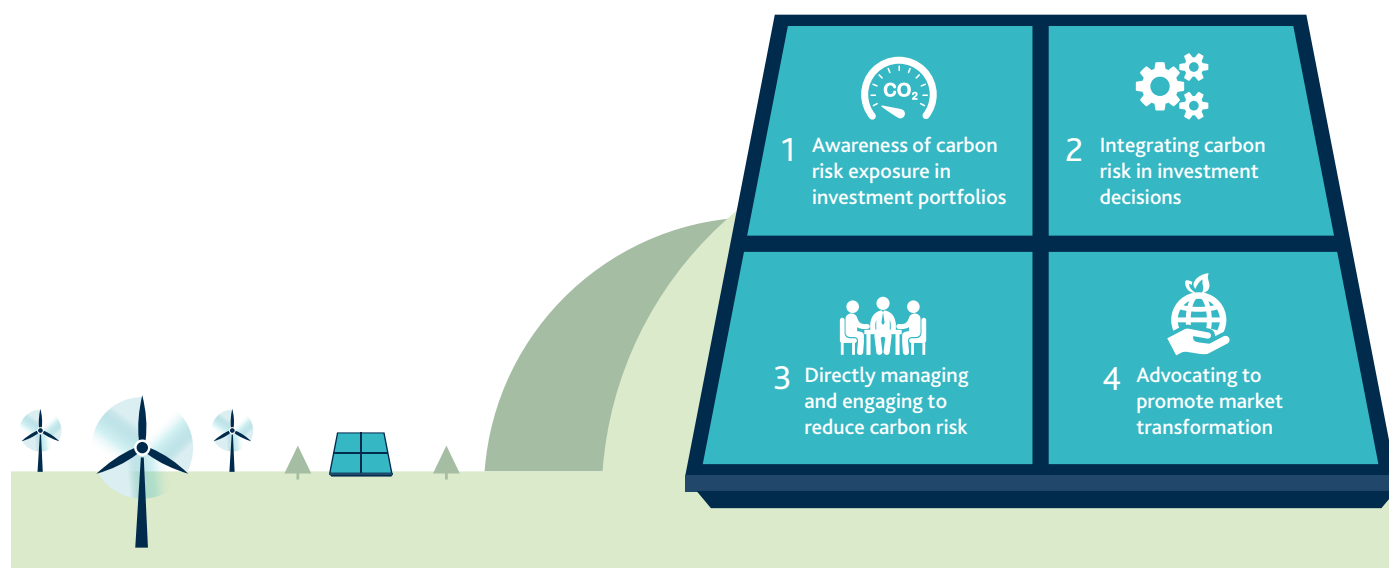 CO₂
1 Awareness of carbon
risk exposure in
investment portfolios
2 Integrating carbon
risk in investment
decisions
3 Directly managing
and engaging to
reduce carbon risk
4 Advocating to
promote market
transformation